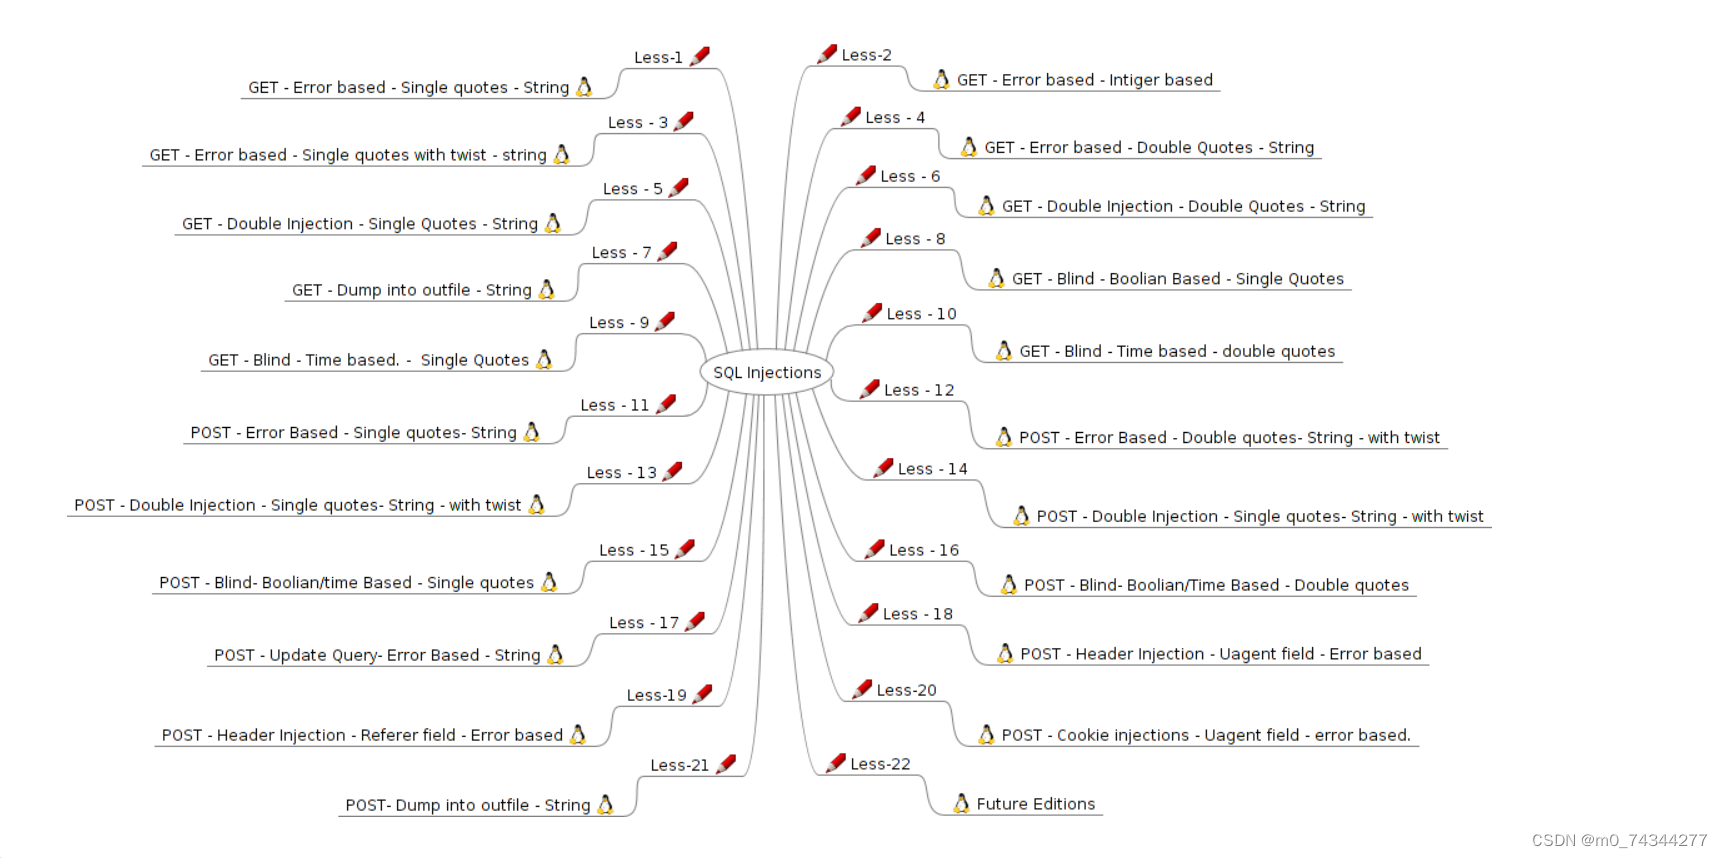 Less-1
GET - Error based - Single quotes - String
Less - 3
GET - Error based - Single quotes with twist - string
Less - 5
GET - Double Injection - Single Quotes - String
Less - 7
GET - Dump into outfile - String
Less - 9
GET - Blind - Time based. -  Single Quotes
Less - 11
POST - Error Based - Single quotes- String
Less - 13
POST - Double Injection - Single quotes- String - with twist
Less - 15
POST - Blind- Boolian/time Based - Single quotes
Less - 17
POST - Update Query- Error Based - String
Less-19
POST - Header Injection - Referer field - Error based
Less-21
POST- Dump into outfile - String
SQL Injections
Less-2
GET - Error based - Intiger based
Less - 4
GET - Error based - Double Quotes - String
Less - 6
GET - Double Injection - Double Quotes - String
Less - 8
GET - Blind - Boolian Based - Single Quotes
Less - 10
GET - Blind - Time based - double quotes
Less - 12
POST - Error Based - Double quotes- String - with twist
Less - 14
POST - Double Injection - Single quotes- String - with twist
Less - 16
POST - Blind- Boolian/Time Based - Double quotes
Less - 18
POST - Header Injection - Uagent field - Error based
Less-20
POST - Cookie injections - Uagent field - error based.
Less-22
Future Editions
CSDN @m0_74344277